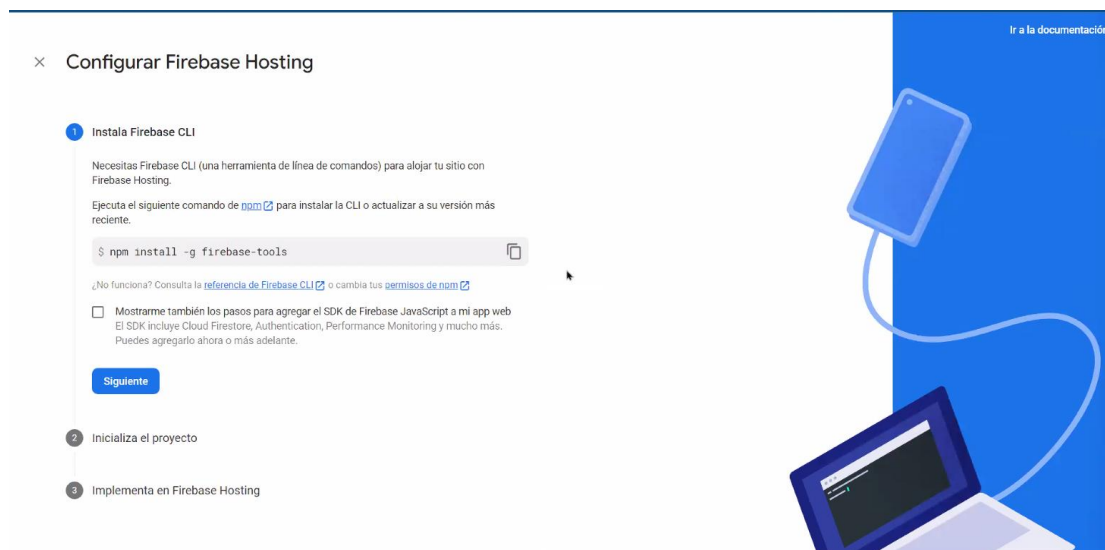 Ir a la documentación
Configurar Firebase Hosting
1 Instala Firebase CLI
Necesitas Firebase CLI (una herramienta de línea de comandos) para alojar tu sitio con
Firebase Hosting.
Ejecuta el siguiente comando de npm para instalar la CLI o actualizar a su versión más
reciente.
$ npm install -g firebase-tools
¿No funciona? Consulta la referencia de Firebase CLI o cambia tus permisos de npm
Mostrarme también los pasos para agregar el SDK de Firebase JavaScript a mi app web
El SDK incluye Cloud Firestore, Authentication, Performance Monitoring y mucho más.
Puedes agregarlo ahora o más adelante.
Siguiente
2 Inicializa el proyecto
3 Implementa en Firebase Hosting